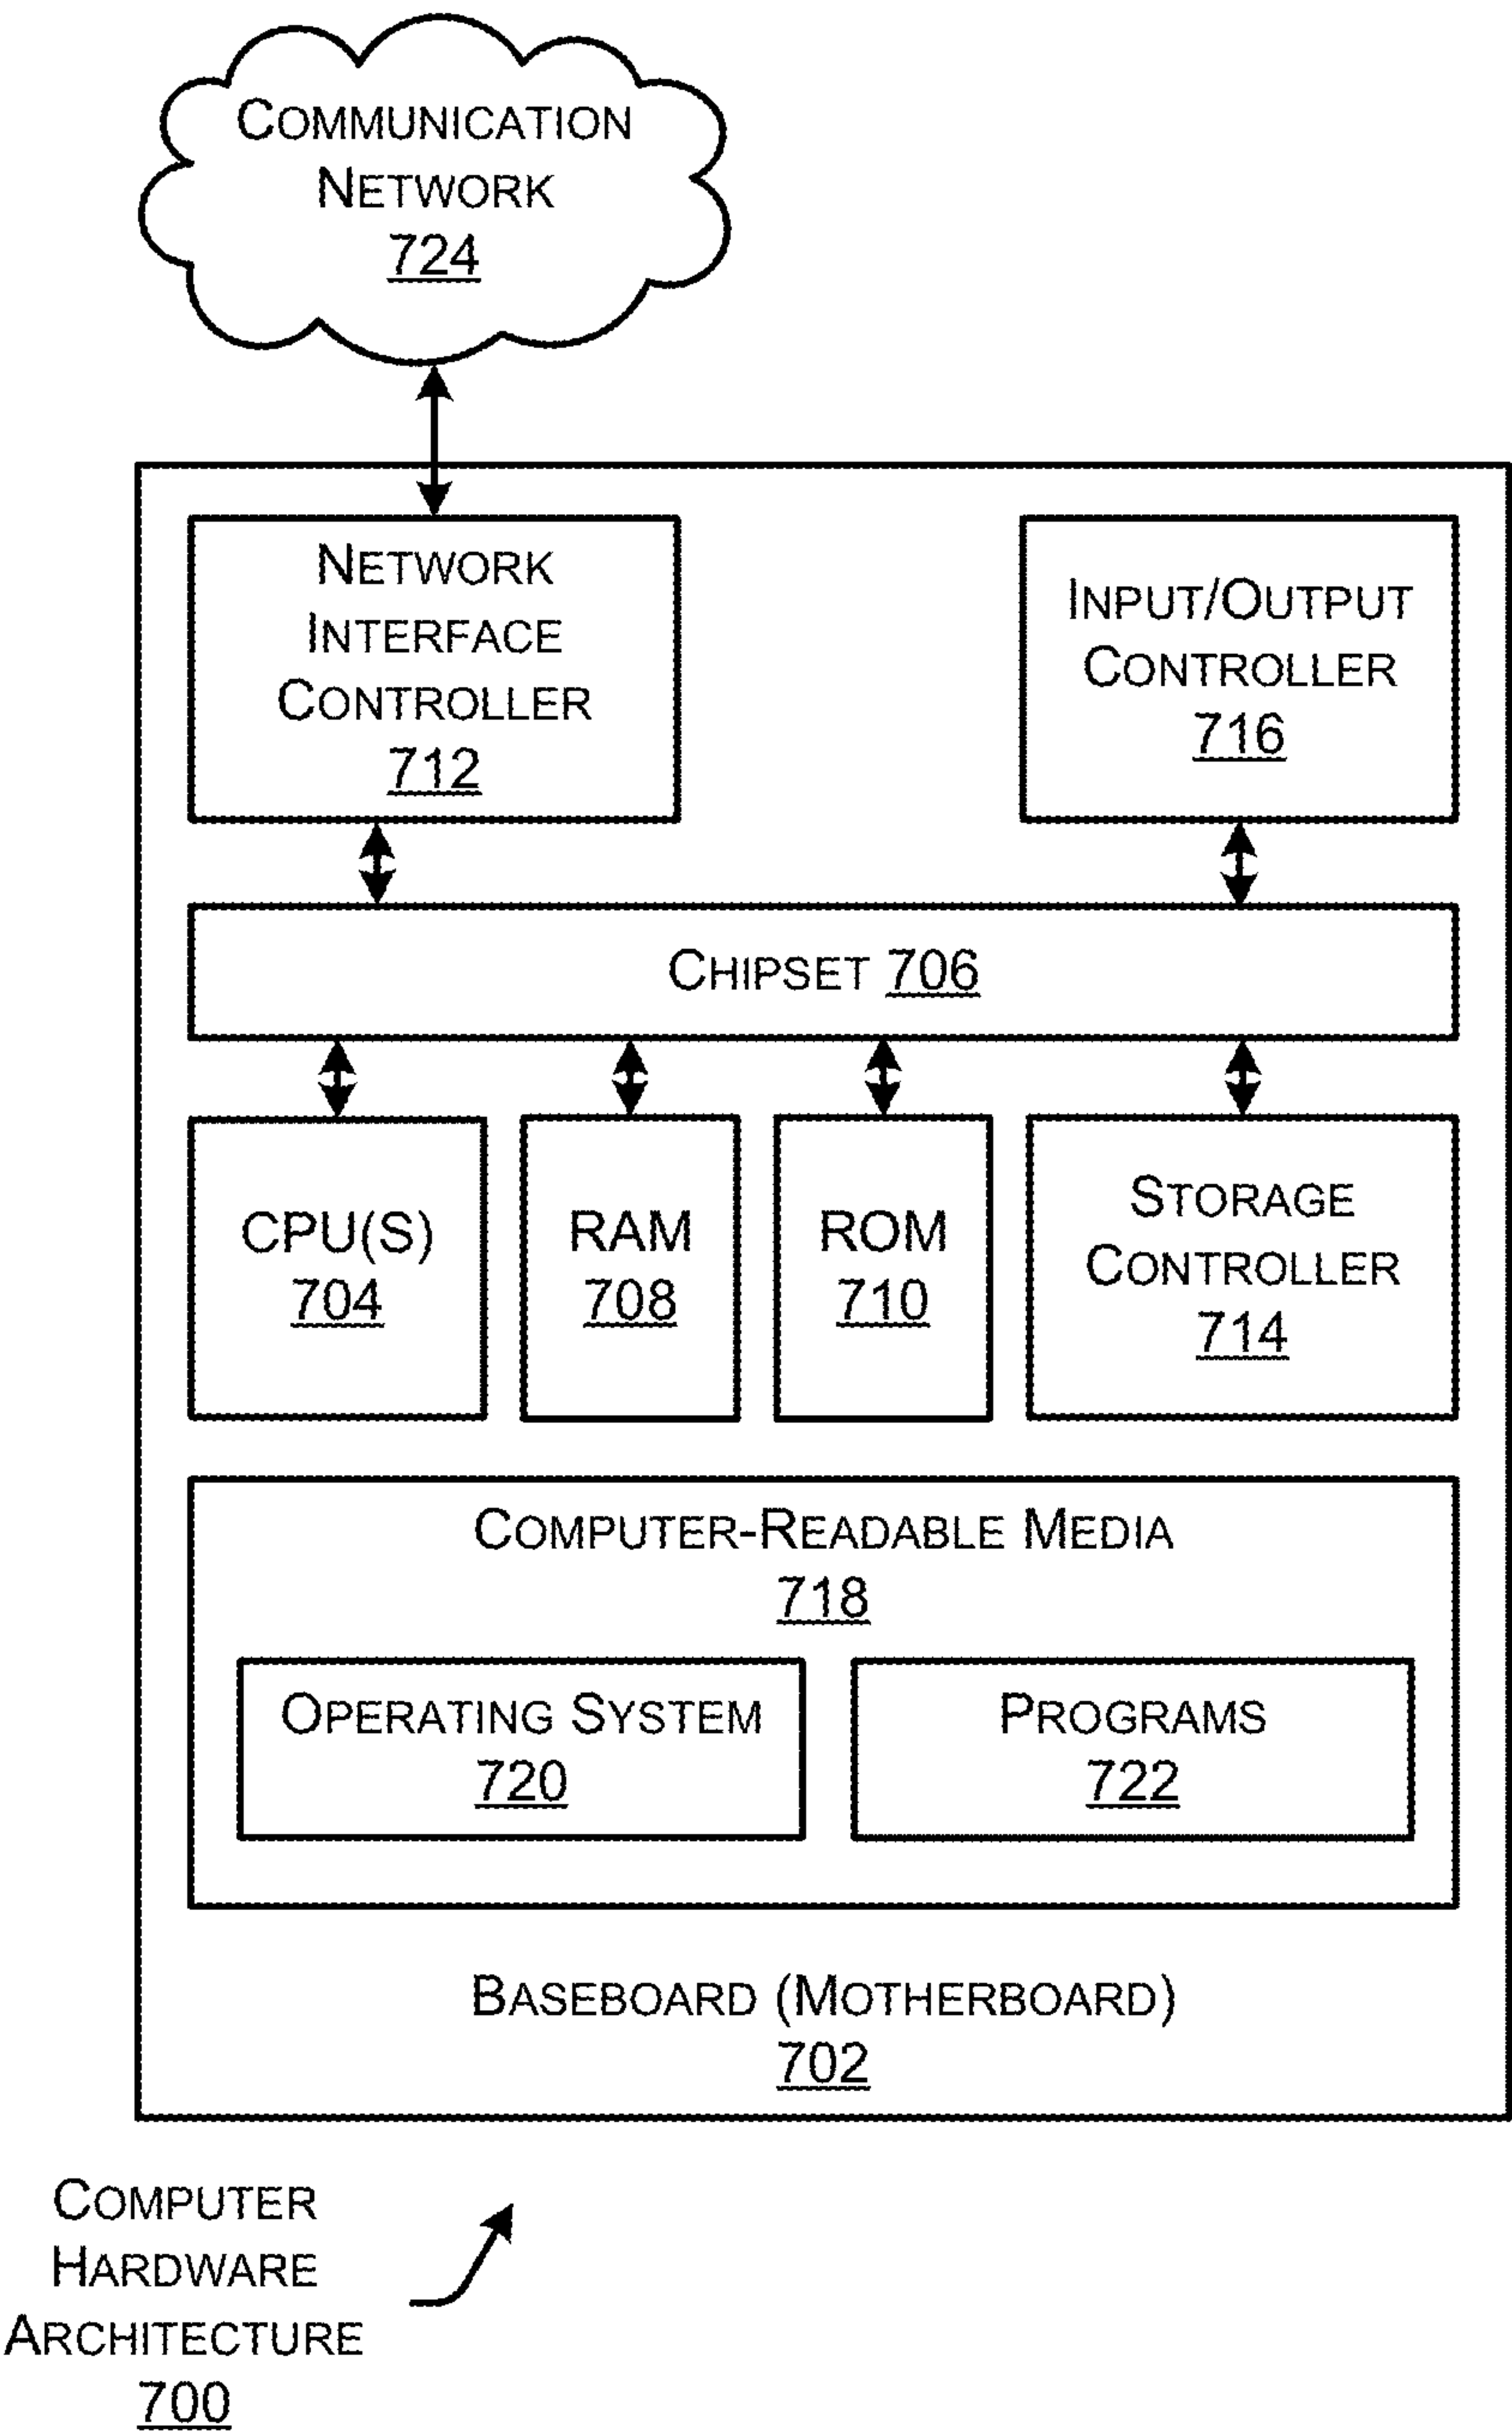 COMMUNICATION
NETWORK
724
NETWORK
INTERFACE
CONTROLLER
712
INPUT/OUTPUT
CONTROLLER
716
CHIPSET 706
CPU(S)
704
RAM
708
ROM
710
STORAGE
CONTROLLER
714
COMPUTER-READABLE MEDIA
718
OPERATING SYSTEM
720
PROGRAMS
722
BASEBOARD (MOTHERBOARD)
702
COMPUTER
HARDWARE
ARCHITECTURE
700